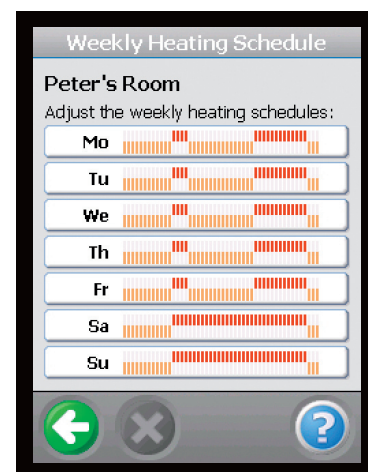 Weekly Heating Schedule
Peter's Room
Adjust the weekly heating schedules:
Mo
Tu
We
Th
Fr
Sa
Su
?